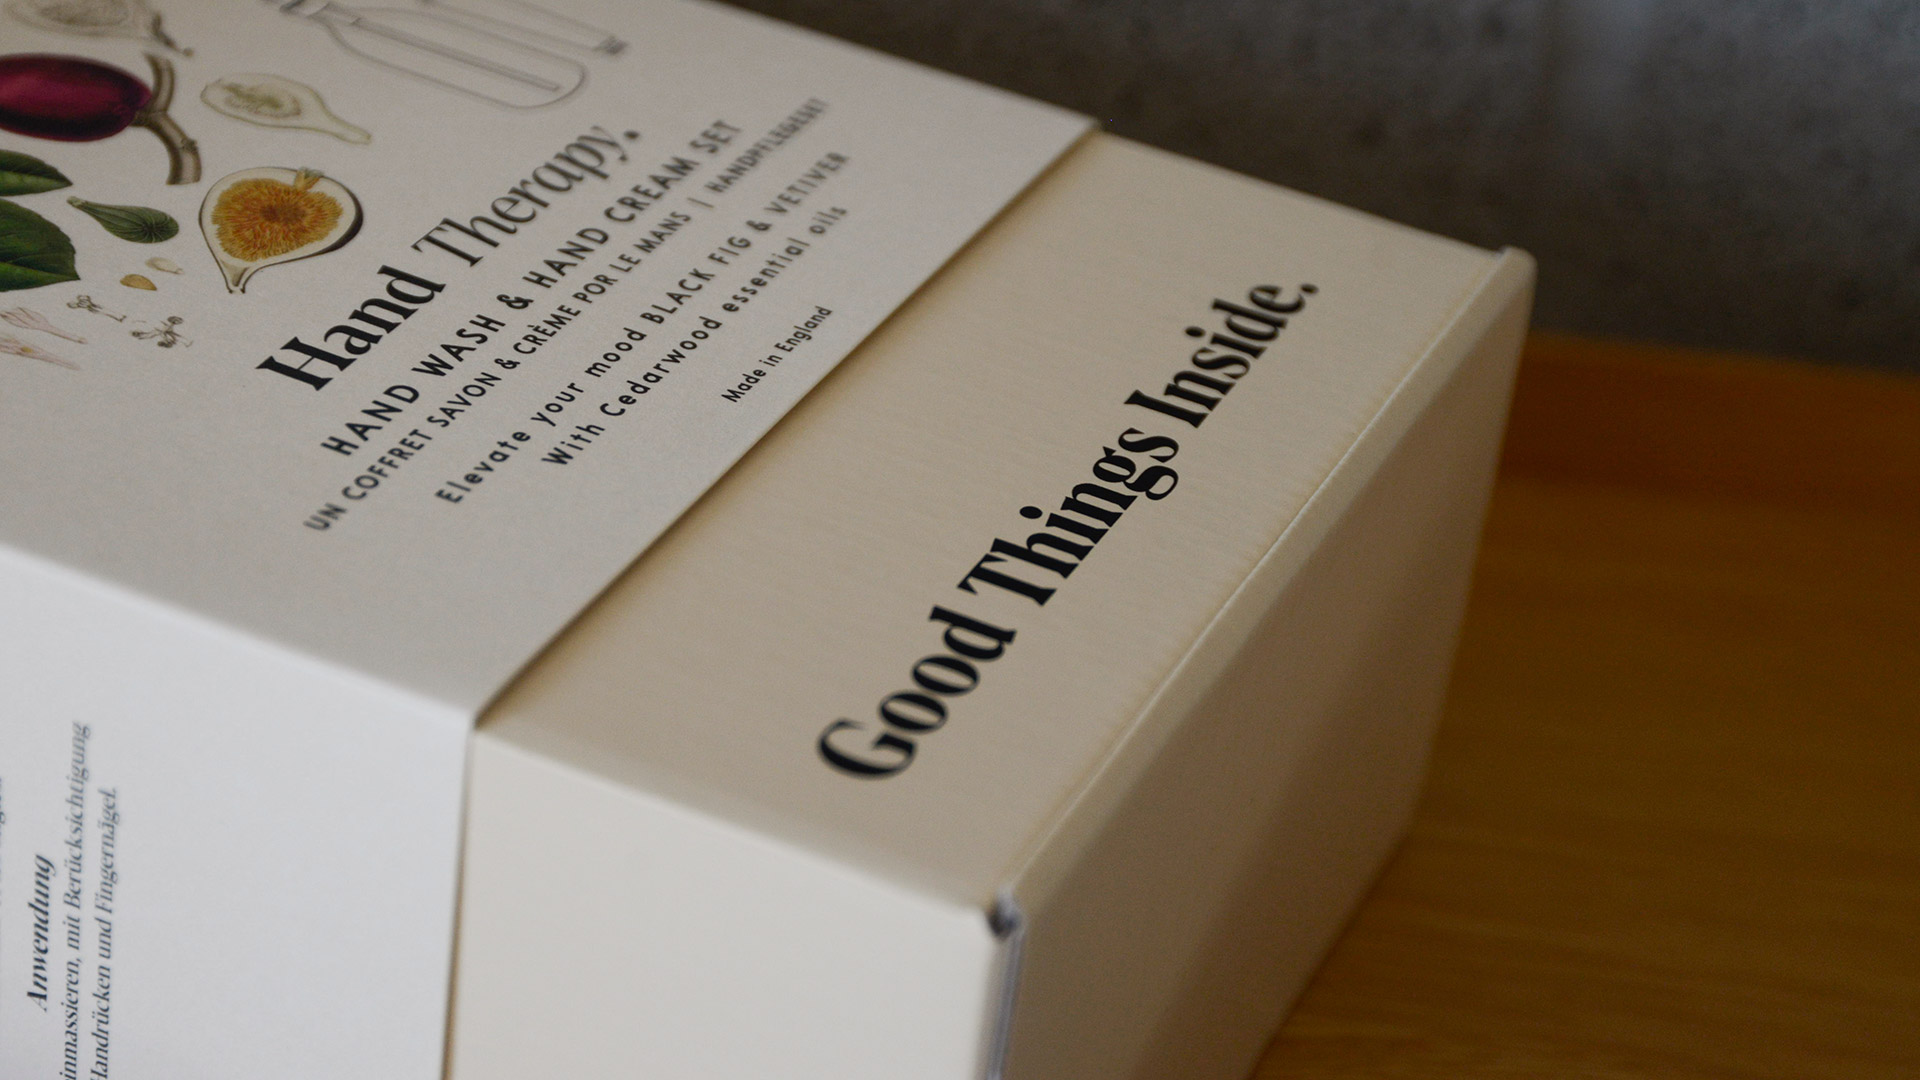 Hand Therapy.
HAND WASH & HAND CREAM SET
UN COFFRET SAVON & CRÈME POR LE MANS | HANDPFLEGESET
Elevate your mood BLACK FIG & VETIVER
With Cedarwood essential oils
Made in England
Good Things Inside.
Anwendung
einmassieren, mit Berücksichtigung
Handrücken und Fingernägel.